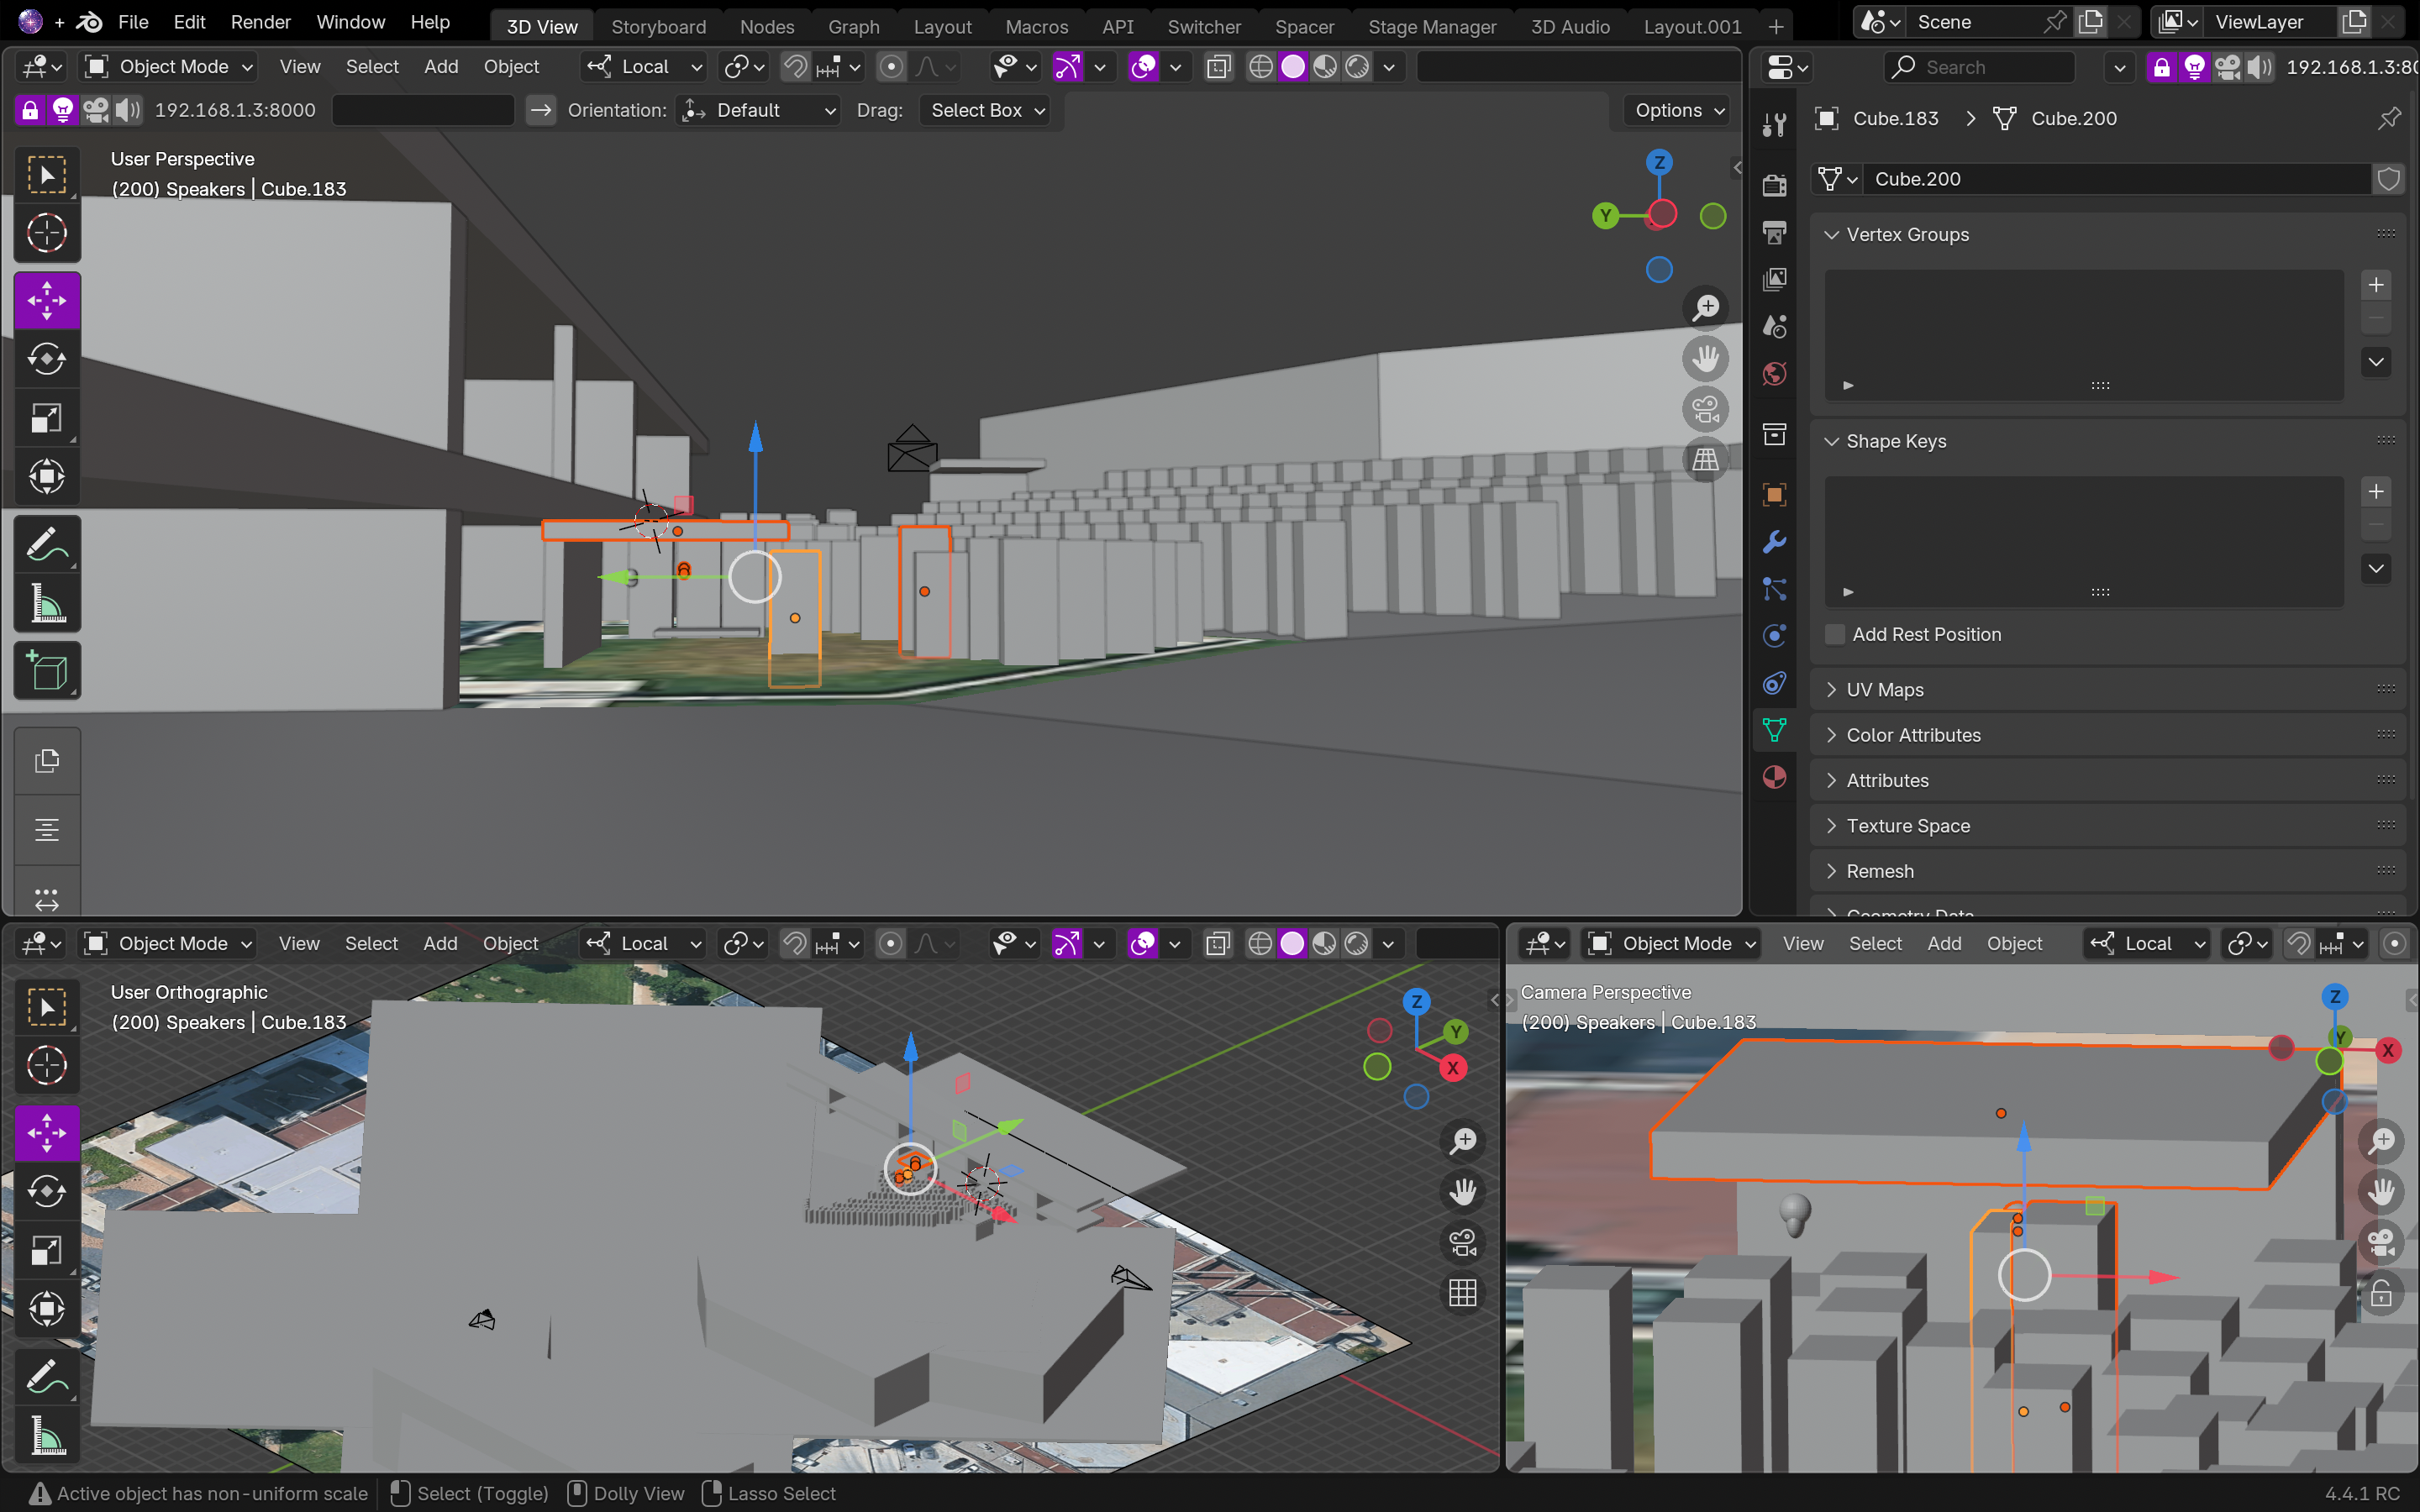 File Edit Render Window Help 3D View Storyboard Nodes Graph Layout Macros API Switcher Spacer Stage Manager 3D Audio Layout.001 + Scene ViewLayer
Object Mode View Select Add Object Local
Search 192.168.1.3:80
192.168.1.3:8000 Orientation: Default Drag: Select Box Options
Cube.183 > Cube.200
User Perspective
(200) Speakers | Cube.183
Z
Y
Cube.200
Vertex Groups
Shape Keys
Add Rest Position
UV Maps
Color Attributes
Attributes
Texture Space
Remesh
Geometry Data
Object Mode View Select Add Object Local
Object Mode View Select Add Object Local
User Orthographic
(200) Speakers | Cube.183
Z
Y
X
Camera Perspective
(200) Speakers | Cube.183
Z
Y
X
Active object has non-uniform scale Select (Toggle) Dolly View Lasso Select 4.4.1 RC